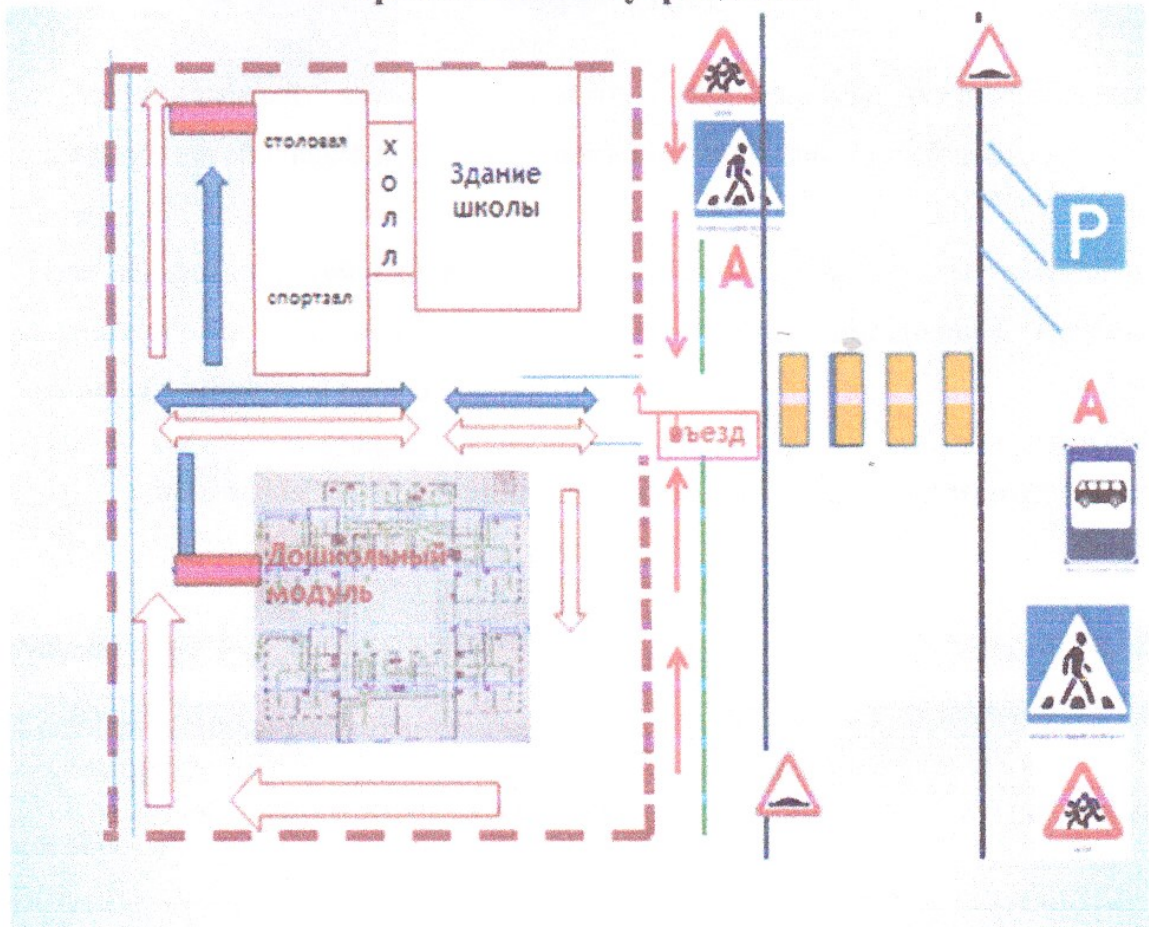 столовая
Х
О
Л
Л
Здание
школы
спортзал
А
Р
въезд
А
Дошкольный
модуль